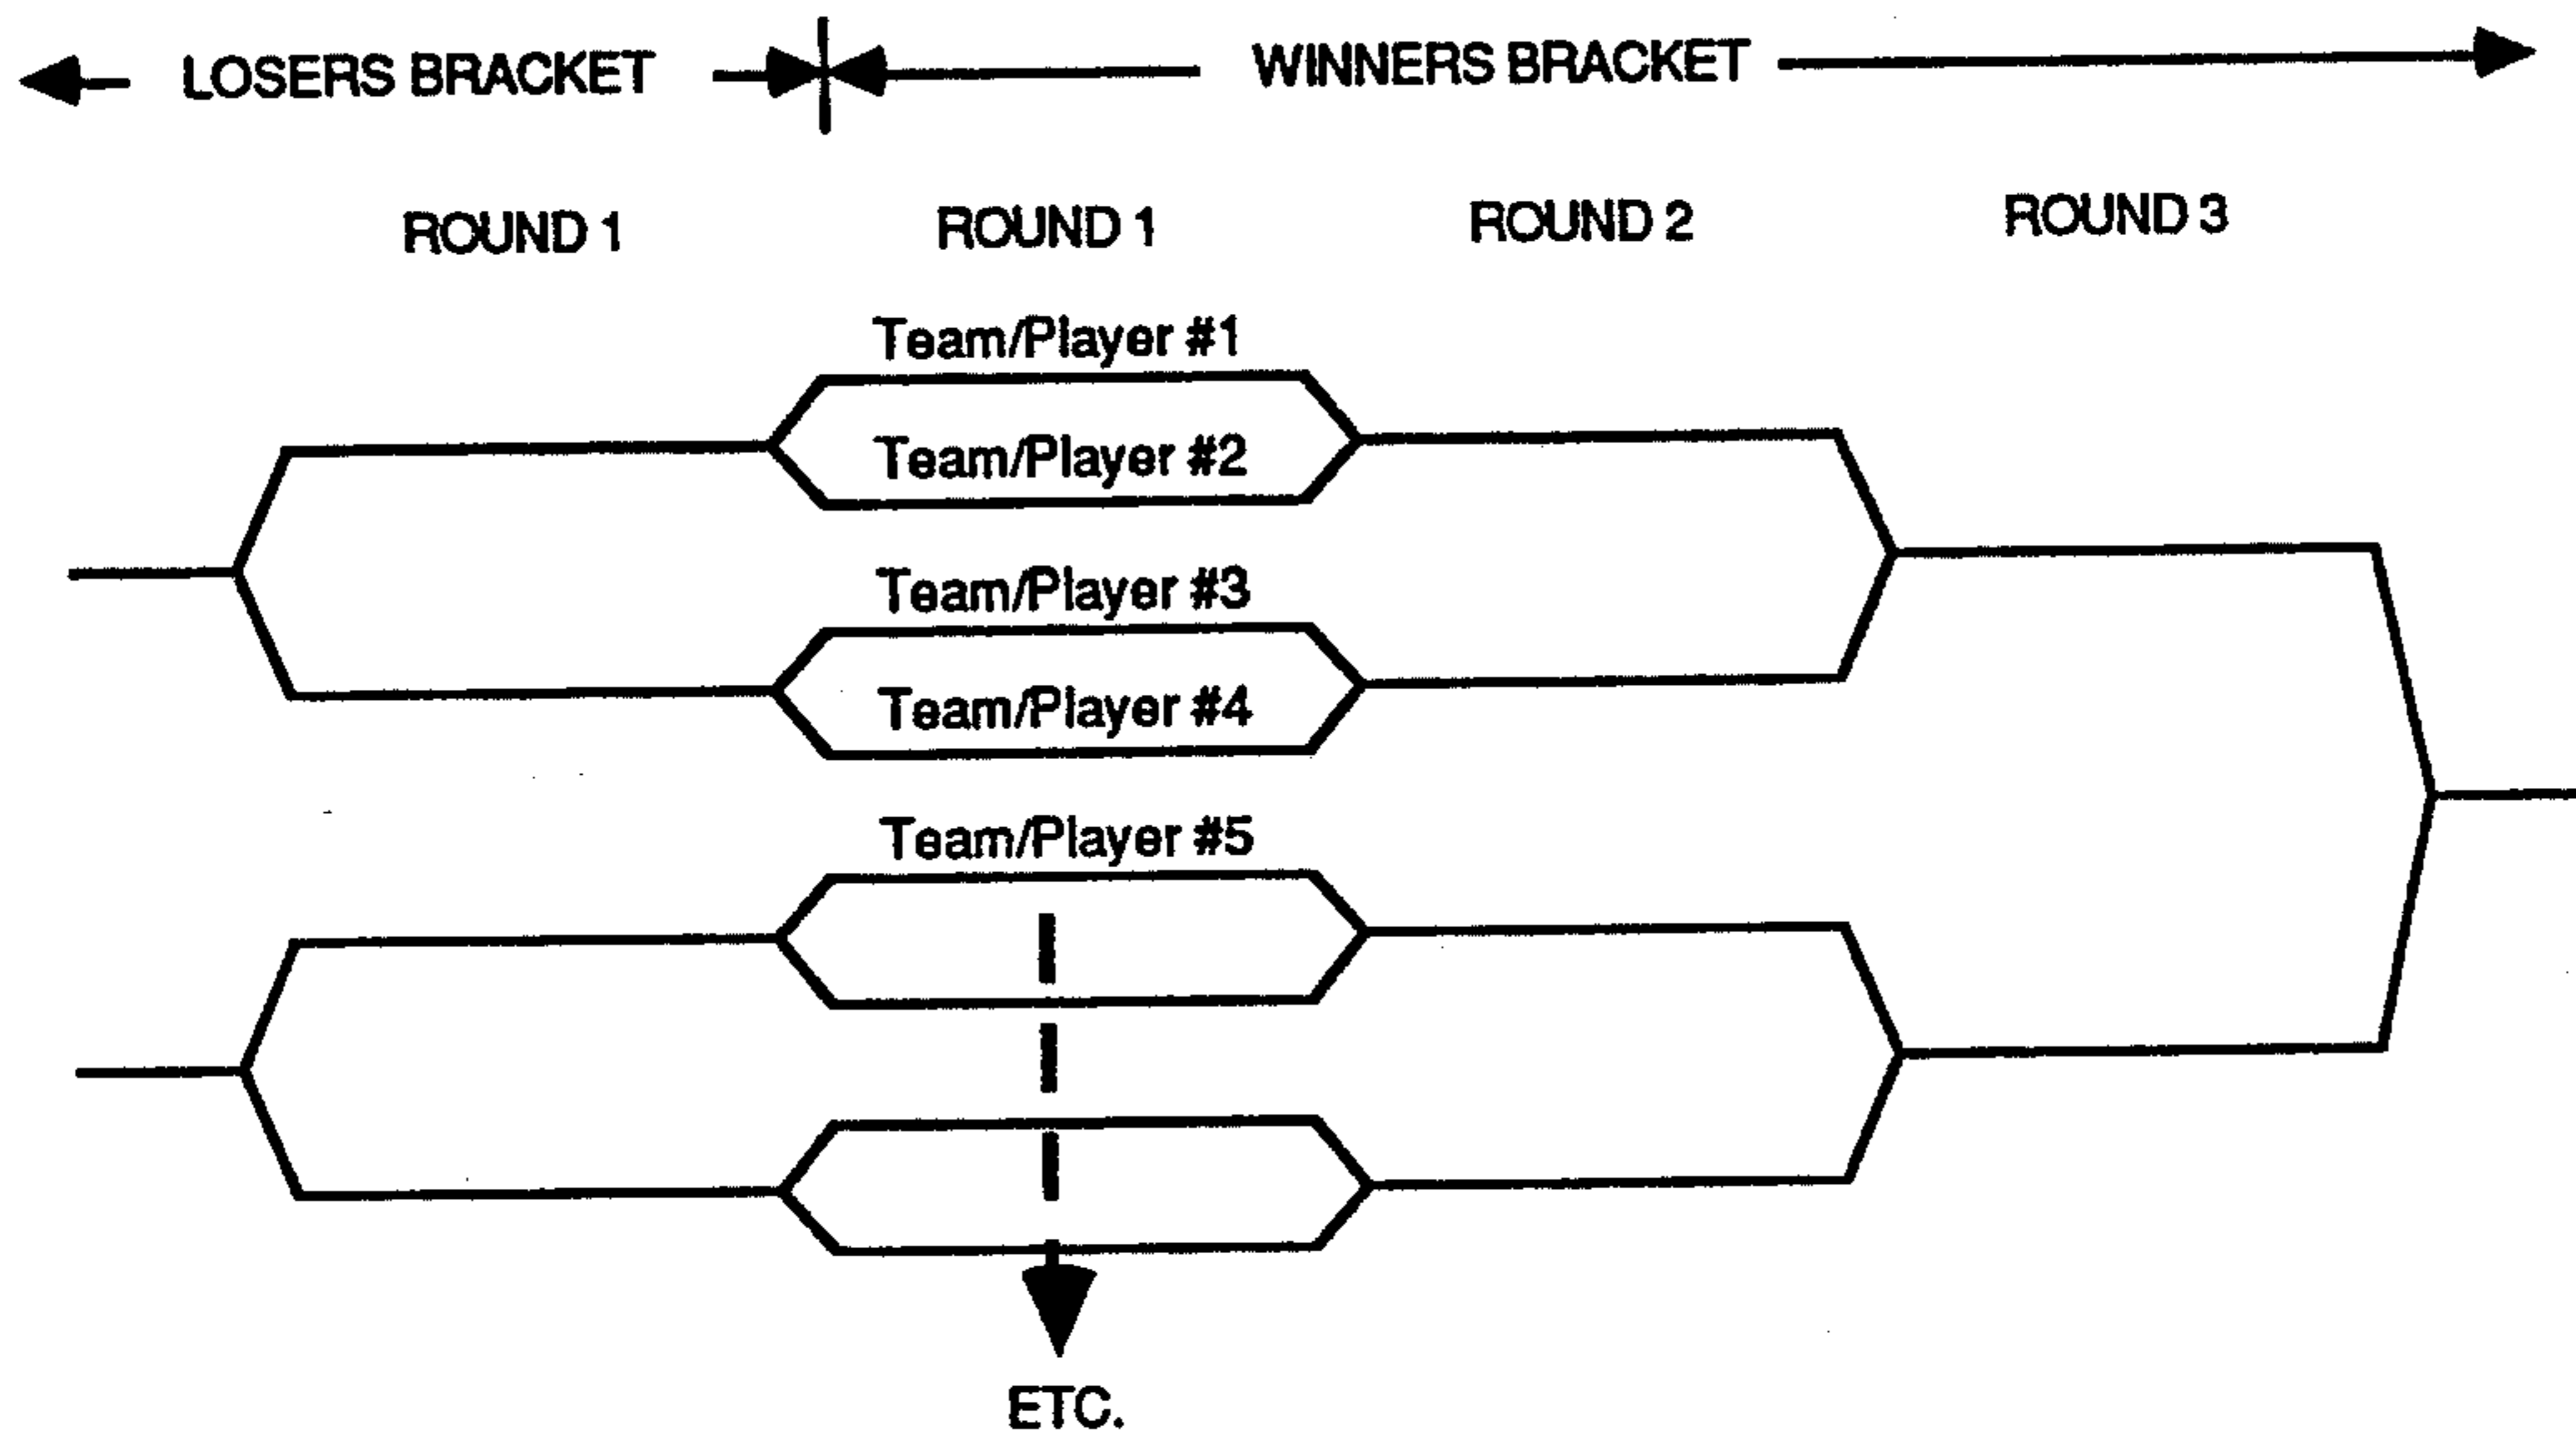 LOSERS BRACKET WINNERS BRACKET
ROUND 1 ROUND 1 ROUND 2 ROUND 3
Team/Player #1
Team/Player #2
Team/Player #3
Team/Player #4
Team/Player #5
ETC.